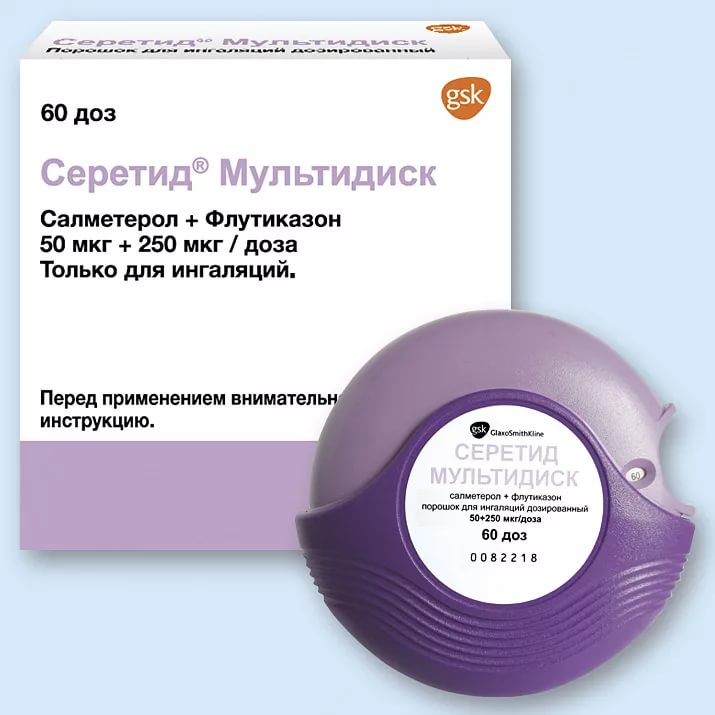 Серетид® Мультидиск
Порошок для ингаляций дозированный
gsk
60 доз
Серетид® Мультидиск
Салметерол + Флутиказон
50 мкг + 250 мкг / доза
Только для ингаляций.
Перед применением внимательн
инструкцию.
gsk GlaxoSmithKline
СЕРЕТИД
МУЛЬТИДИСК
салметерол + флутиказон
порошок для ингаляций дозированный
50+250 мкг/доза
60 доз
0082218
60